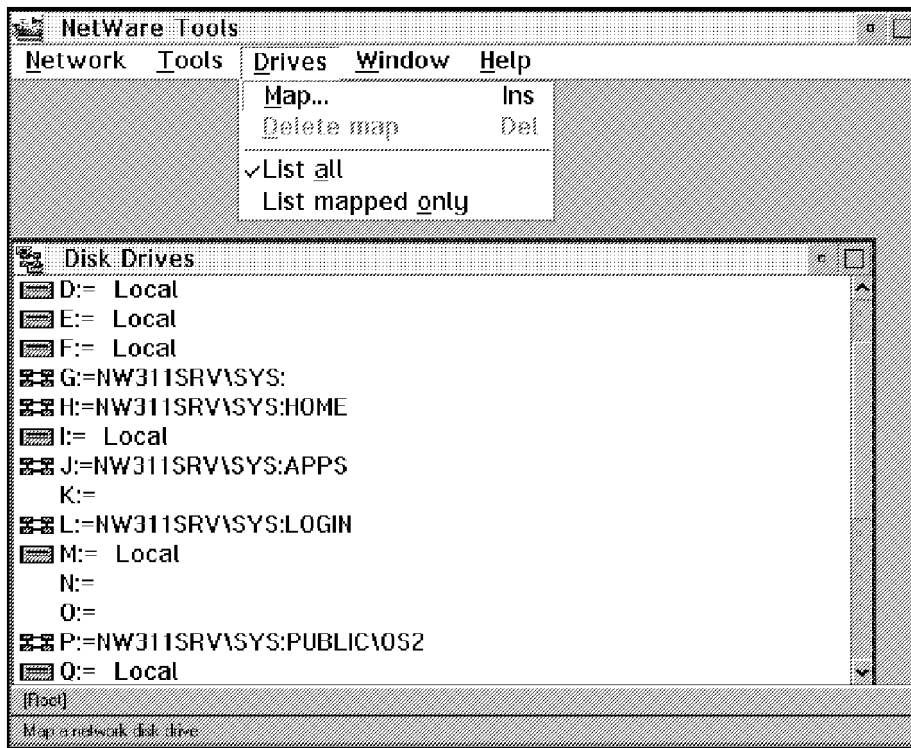 NetWare Tools
Network Tools Drives Window Help
Map... Ins
Delete map Del
✓List all
List mapped only
Disk Drives
D:= Local
E:= Local
F:= Local
G:=NW311SRV\SYS:
H:=NW311SRV\SYS:HOME
I:= Local
J:=NW311SRV\SYS:APPS
K:=
L:=NW311SRV\SYS:LOGIN
M:= Local
N:=
O:=
P:=NW311SRV\SYS:PUBLIC\OS2
Q:= Local
[Root]
Map a network disk drive